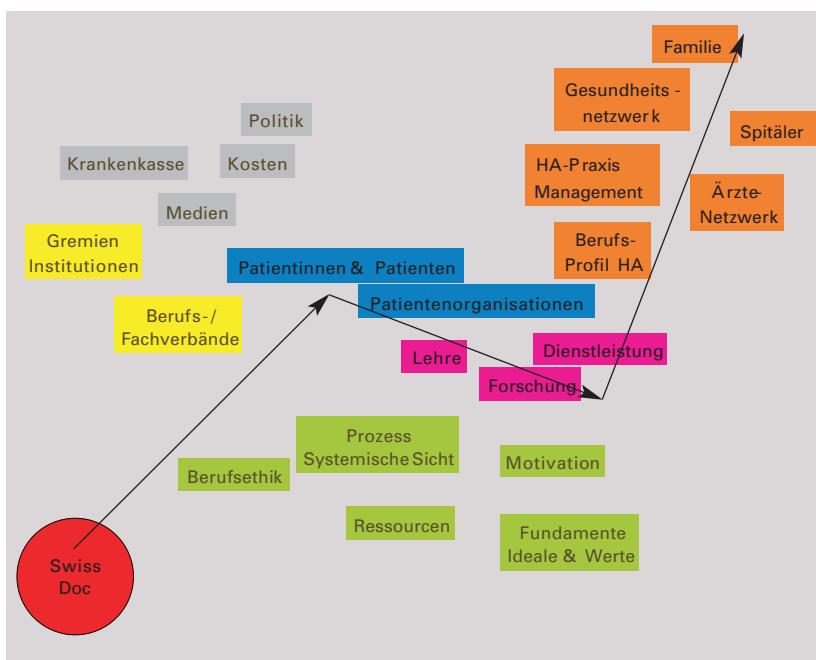 Familie
Gesundheits -
netzwerk
Politik
Spitäler
Krankenkasse
Kosten
HA-Praxis
Management
Ärzte-
Netzwerk
Medien
Gremien
Institutionen
Berufs-
Profil HA
Patientinnen & Patienten
Patientenorganisationen
Berufs-/
Fachverbände
Dienstleistung
Lehre
Forschung
Prozess
Systemische Sicht
Motivation
Berufsethik
Ressourcen
Fundamente
Ideale & Werte
Swiss
Doc